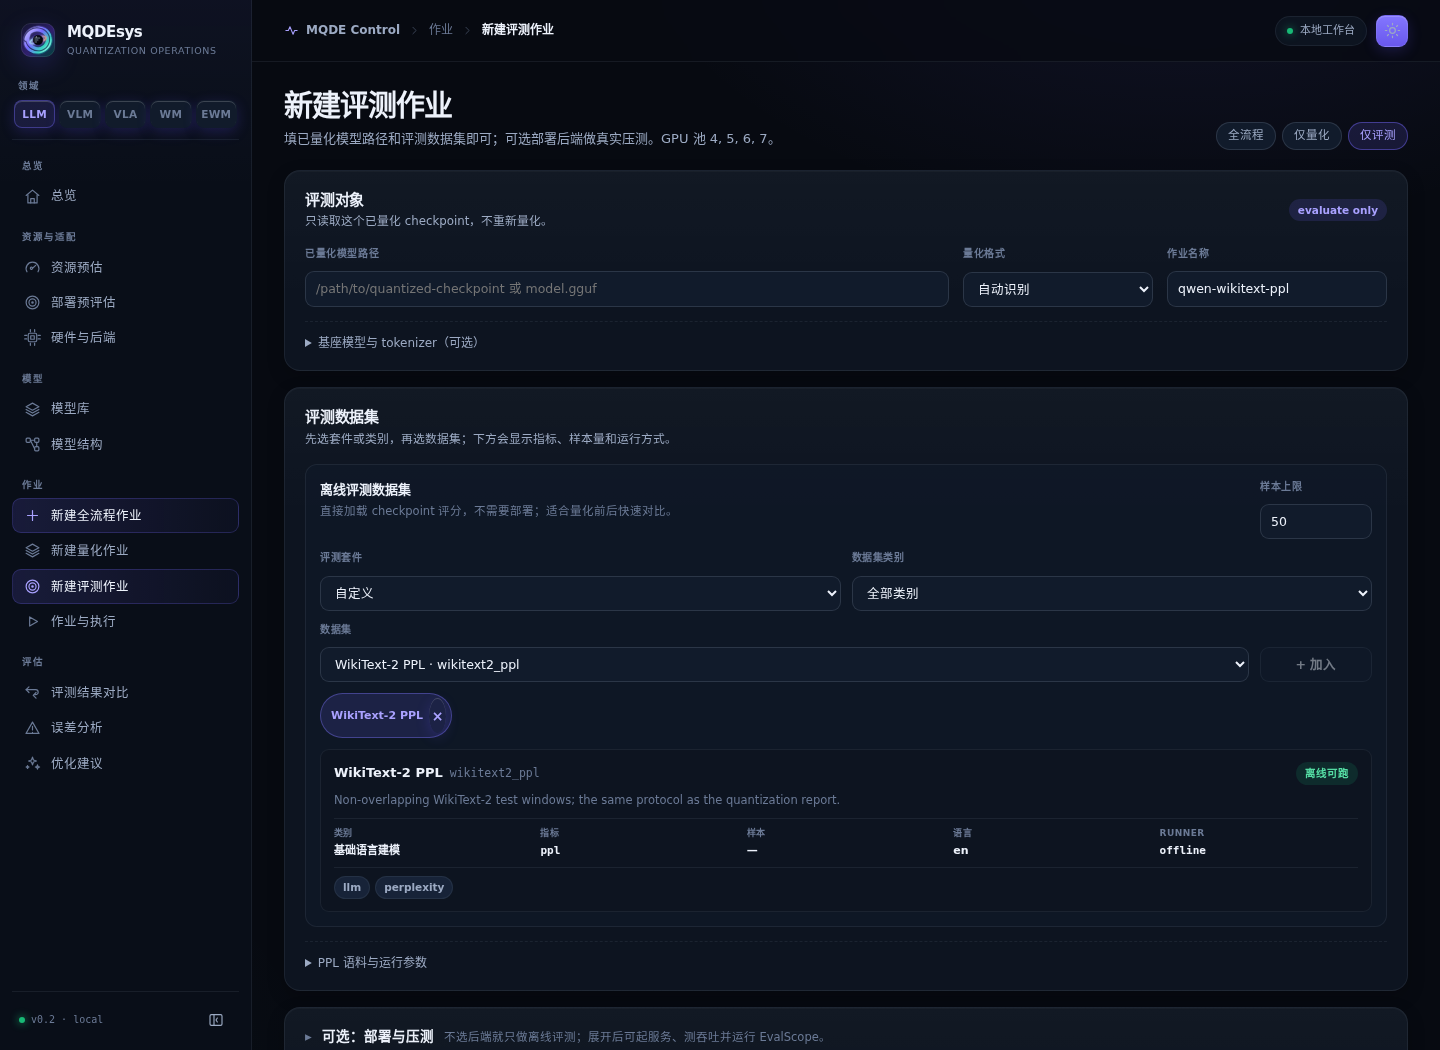 MQDEsys
QUANTIZATION OPERATIONS
领域
LLM VLM VLA WM EWM
总览
总览
资源与适配
资源预估
部署预评估
硬件与后端
模型
模型库
模型结构
作业
新建全流程作业
新建量化作业
新建评测作业
作业与执行
评估
评测结果对比
误差分析
优化建议
v0.2 · local
MQDE Control 作业 新建评测作业
本地工作台
新建评测作业
填已量化模型路径和评测数据集即可；可选部署后端做真实压测。GPU 池 4, 5, 6, 7。
全流程 仅量化 仅评测
评测对象
只读取这个已量化 checkpoint，不重新量化。
evaluate only
已量化模型路径 量化格式 作业名称
/path/to/quantized-checkpoint 或 model.gguf 自动识别 qwen-wikitext-ppl
基座模型与 tokenizer（可选）
评测数据集
先选套件或类别，再选数据集；下方会显示指标、样本量和运行方式。
离线评测数据集
直接加载 checkpoint 评分，不需要部署；适合量化前后快速对比。
样本上限
50
评测套件 数据集类别
自定义 全部类别
数据集
WikiText-2 PPL · wikitext2_ppl + 加入
WikiText-2 PPL ×
WikiText-2 PPL wikitext2_ppl 离线可跑
Non-overlapping WikiText-2 test windows; the same protocol as the quantization report.
类别 指标 样本 语言 RUNNER
基础语言建模 ppl — en offline
llm perplexity
PPL 语料与运行参数
可选：部署与压测 不选后端就只做离线评测；展开后可起服务、测吞吐并运行 EvalScope。